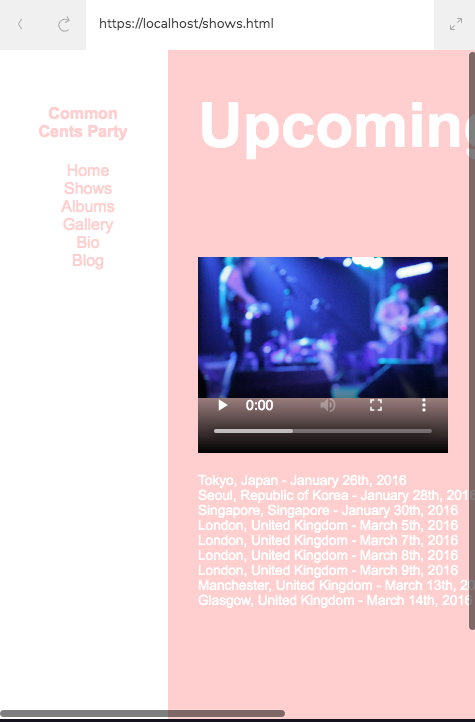 https://localhost/shows.html
Common
Cents Party
Home
Shows
Albums
Gallery
Bio
Blog
Upcoming
0:00
Tokyo, Japan - January 26th, 2016
Seoul, Republic of Korea - January 28th, 2016
Singapore, Singapore - January 30th, 2016
London, United Kingdom - March 5th, 2016
London, United Kingdom - March 7th, 2016
London, United Kingdom - March 8th, 2016
London, United Kingdom - March 9th, 2016
Manchester, United Kingdom - March 13th, 20
Glasgow, United Kingdom - March 14th, 2016